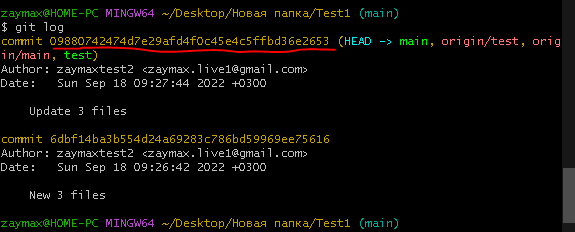 zaymax@HOME-PC MINGW64 ~/Desktop/Новая папка/Test1 (main)
$ git log
commit 09880742474d7e29afd4f0c45e4c5ffbd36e2653 (HEAD -> main, origin/test, orig
in/main, test)
Author: zaymaxtest2 <zaymax.live1@gmail.com>
Date:   Sun Sep 18 09:27:44 2022 +0300

    Update 3 files

commit 6dbf14ba3b554d24a69283c786bd59969ee75616
Author: zaymaxtest2 <zaymax.live1@gmail.com>
Date:   Sun Sep 18 09:26:42 2022 +0300

    New 3 files

zaymax@HOME-PC MINGW64 ~/Desktop/Новая папка/Test1 (main)